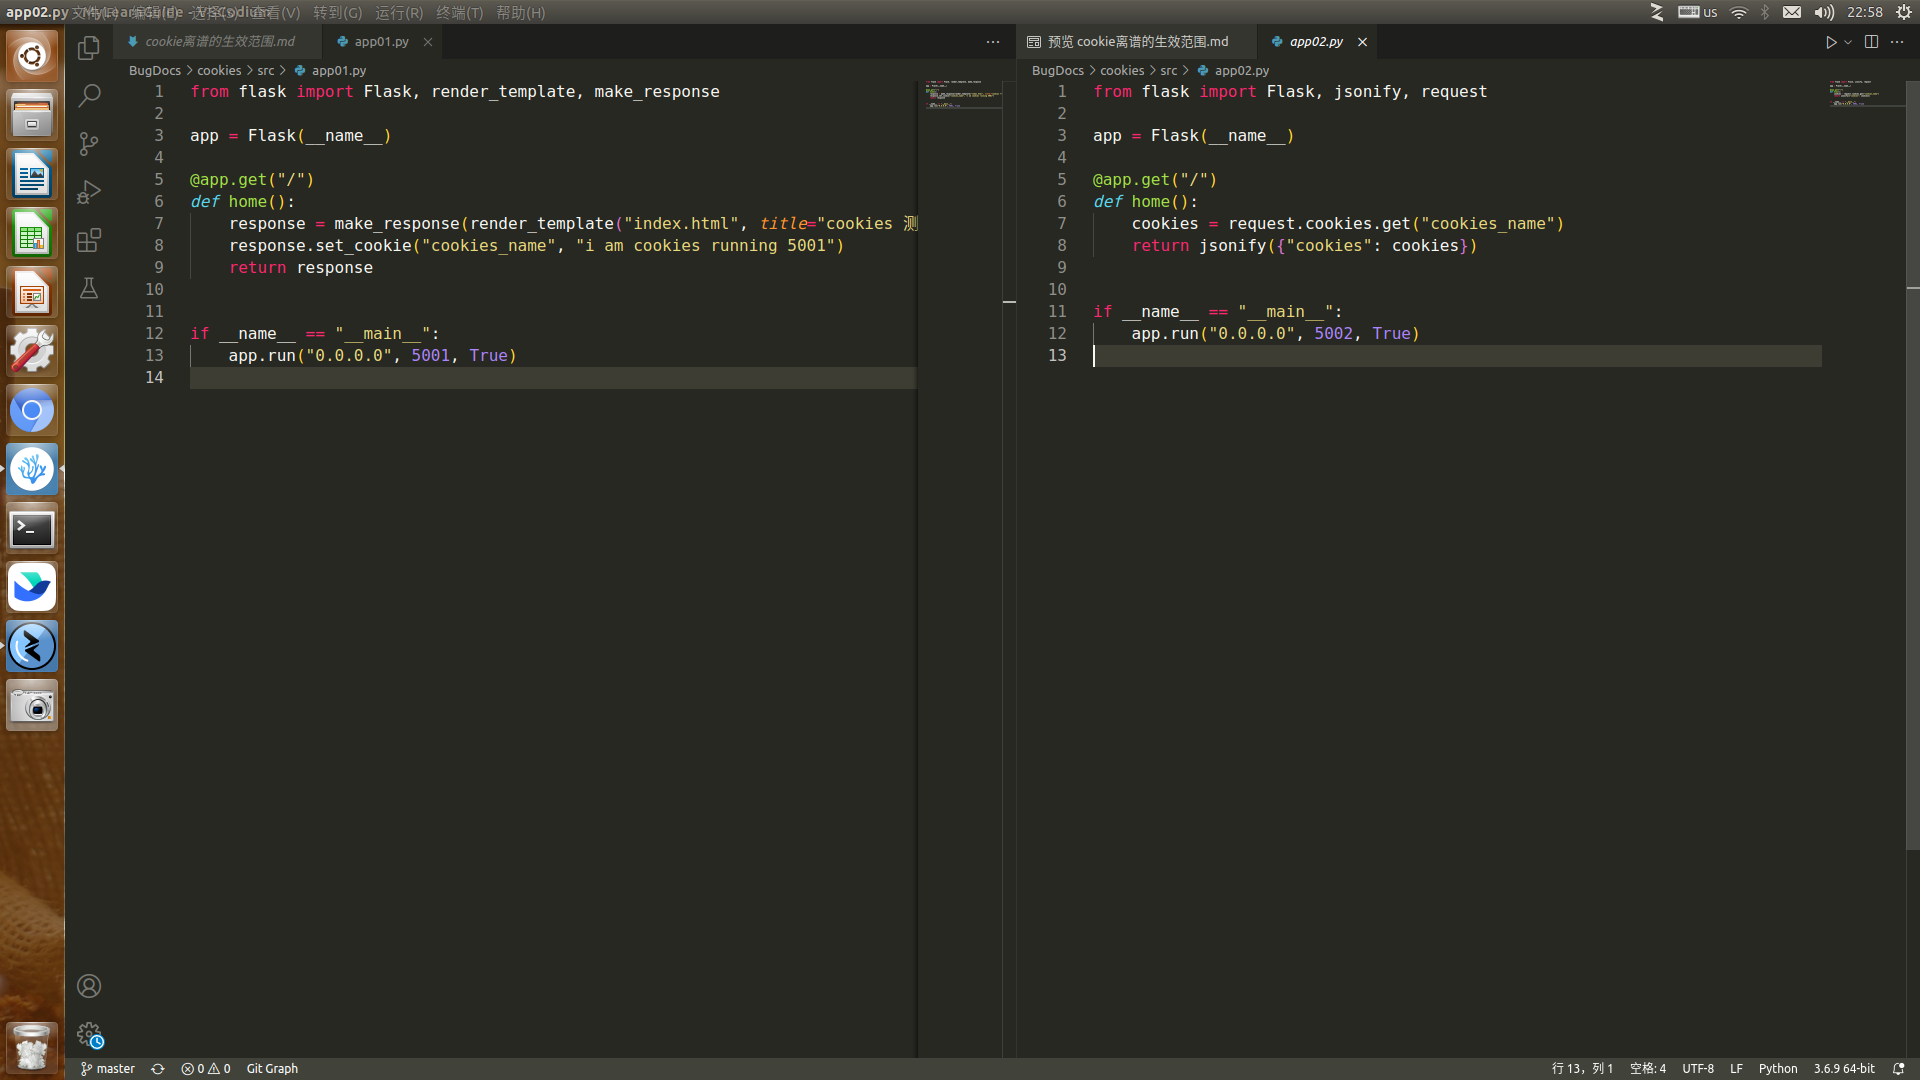 app02.py
文件(F) 编辑(E) 选择(S) 查看(V) 转到(G) 运行(R) 终端(T) 帮助(H)
us
22:58
cookie离谱的生效范围.md
app01.py
BugDocs > cookies > src > app01.py
1 from flask import Flask, render_template, make_response
2
3 app = Flask(__name__)
4
5 @app.get("/")
6 def home():
7 response = make_response(render_template("index.html", title="cookies 测
8 response.set_cookie("cookies_name", "i am cookies running 5001")
9 return response
10
11
12 if __name__ == "__main__":
13 app.run("0.0.0.0", 5001, True)
14
预览 cookie离谱的生效范围.md
app02.py
BugDocs > cookies > src > app02.py
1 from flask import Flask, jsonify, request
2
3 app = Flask(__name__)
4
5 @app.get("/")
6 def home():
7 cookies = request.cookies.get("cookies_name")
8 return jsonify({"cookies": cookies})
9
10
11 if __name__ == "__main__":
12 app.run("0.0.0.0", 5002, True)
13
master
0 0
Git Graph
行 13，列 1
空格: 4
UTF-8
LF
Python
3.6.9 64-bit